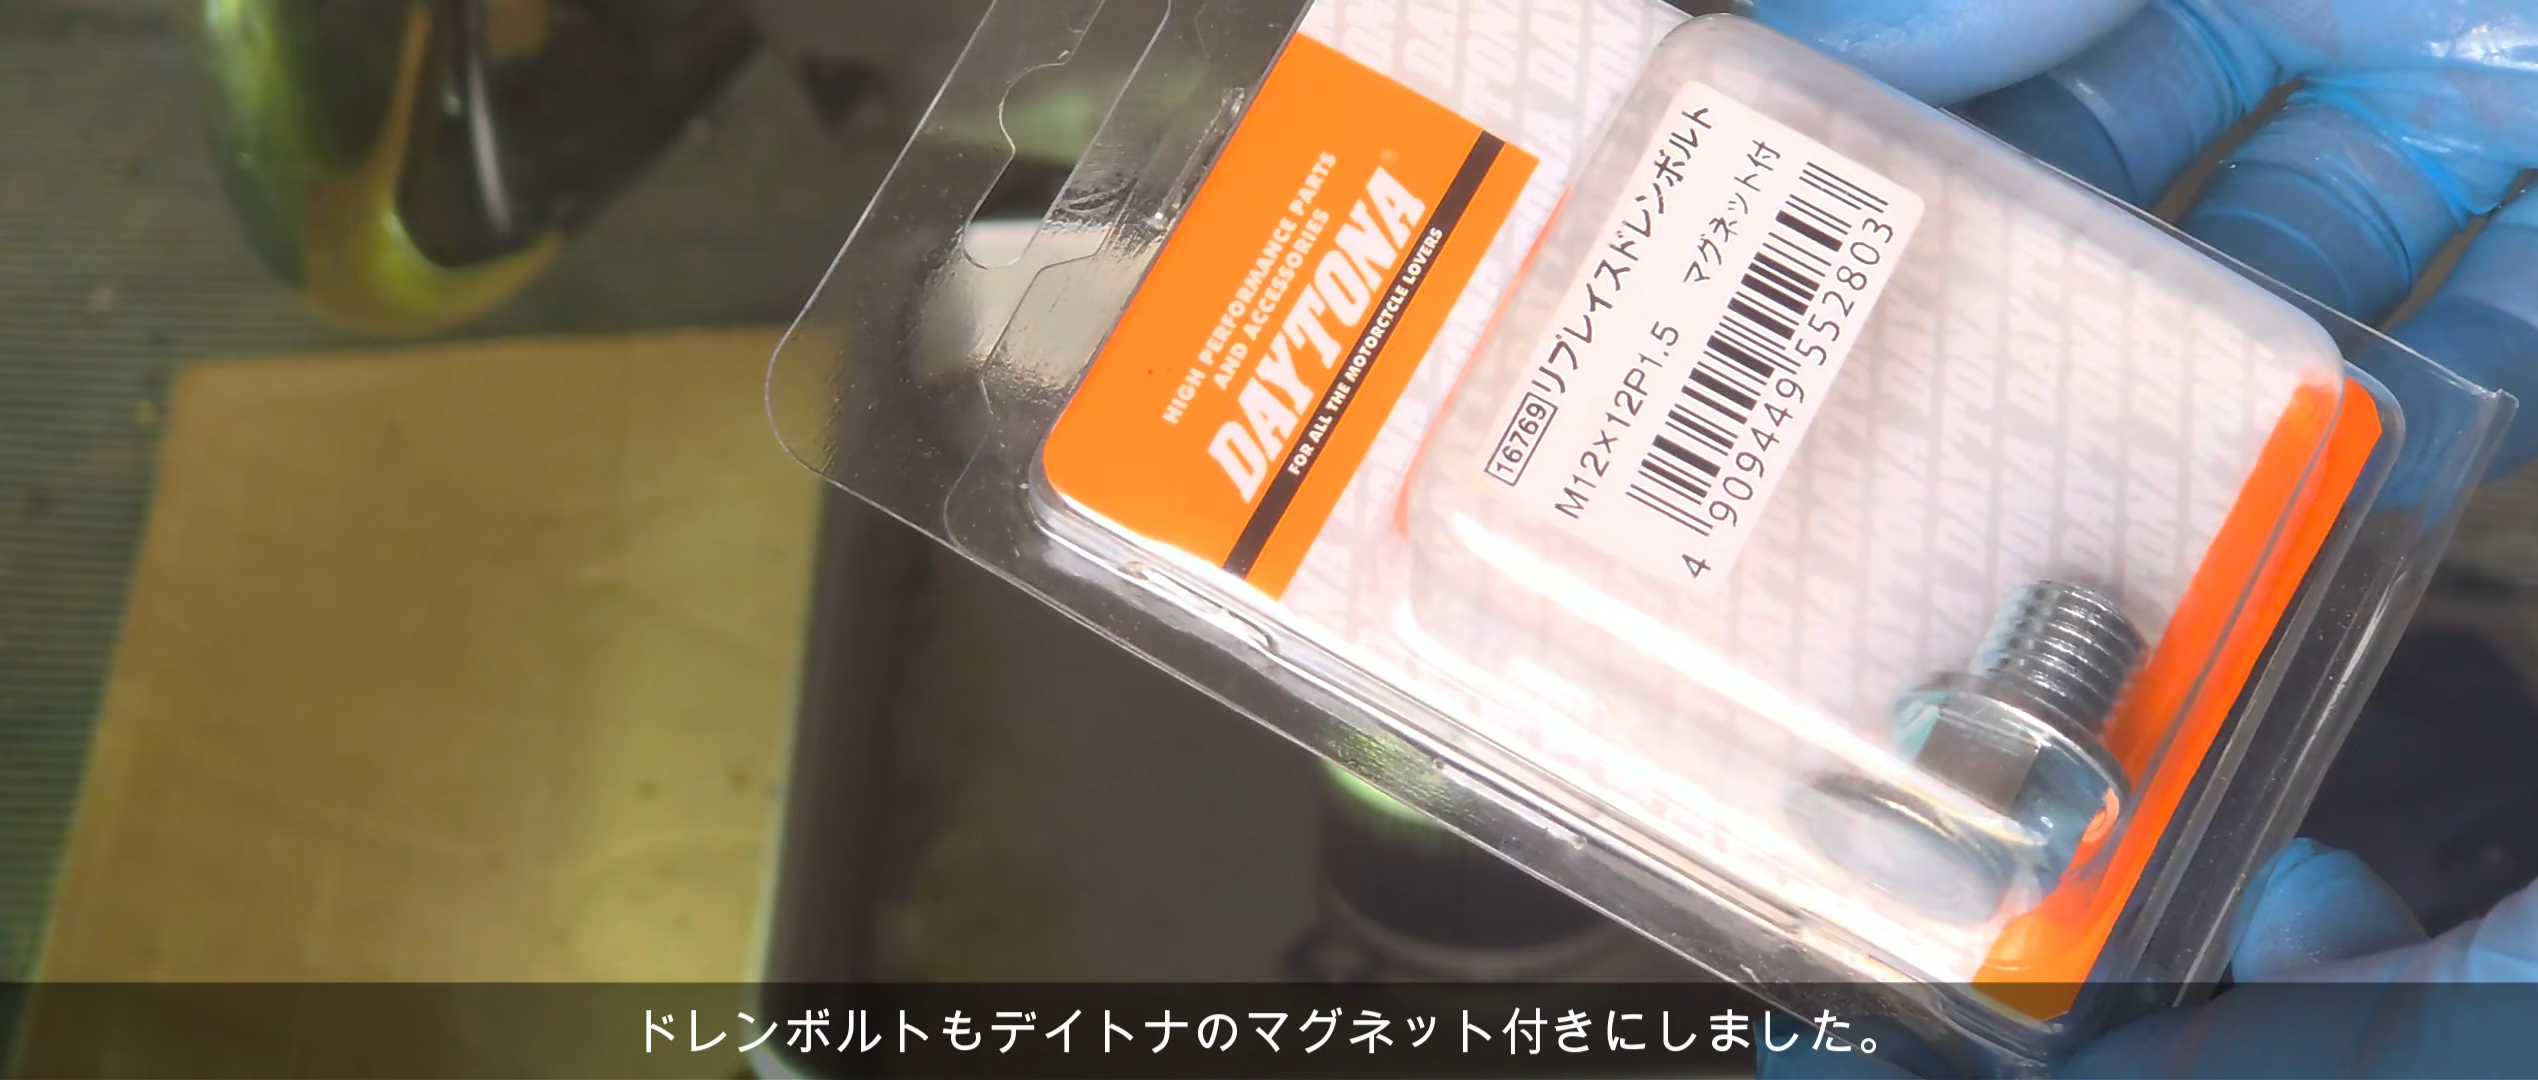 HIGH PERFORMANCE PARTS
AND ACCESSORIES
DAYTONA®
FOR ALL THE MOTORCYCLE LOVERS
16769 リプレイスドレンボルト
M12×12P1.5 マグネット付
4 909449 552803
ドレンボルトもデイトナのマグネット付きにしました。